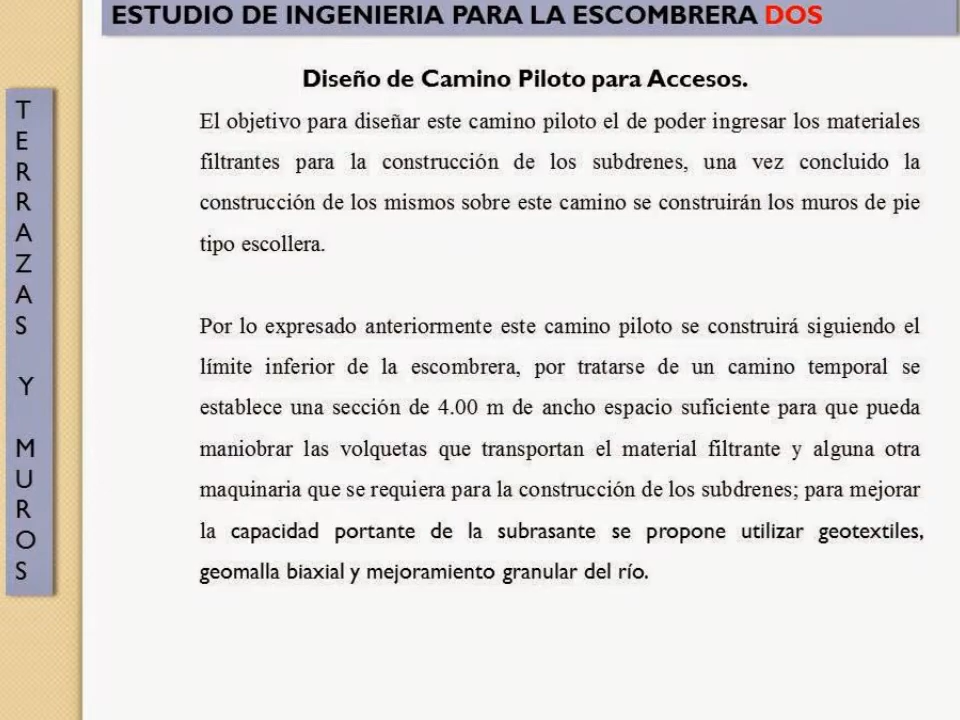 ESTUDIO DE INGENIERIA PARA LA ESCOMBRERA DOS
TERRAZAS Y MUROS
Diseño de Camino Piloto para Accesos.
El objetivo para diseñar este camino piloto el de poder ingresar los materiales
filtrantes para la construcción de los subdrenes, una vez concluido la
construcción de los mismos sobre este camino se construirán los muros de pie
tipo escollera.
Por lo expresado anteriormente este camino piloto se construirá siguiendo el
límite inferior de la escombrera, por tratarse de un camino temporal se
establece una sección de 4.00 m de ancho espacio suficiente para que pueda
maniobrar las volquetas que transportan el material filtrante y alguna otra
maquinaria que se requiera para la construcción de los subdrenes; para mejorar
la capacidad portante de la subrasante se propone utilizar geotextiles,
geomalla biaxial y mejoramiento granular del río.